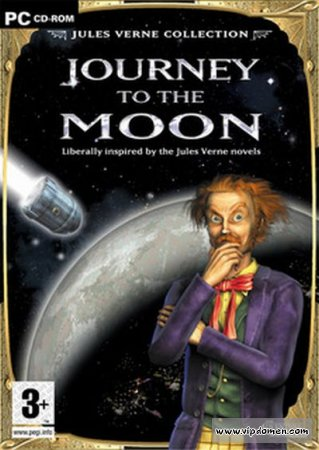 PC CD-ROM
JULES VERNE COLLECTION
JOURNEY
TO THE
MOON
Liberally inspired by the Jules Verne novels
3+
www.pegi.info
www.vipdomen.com